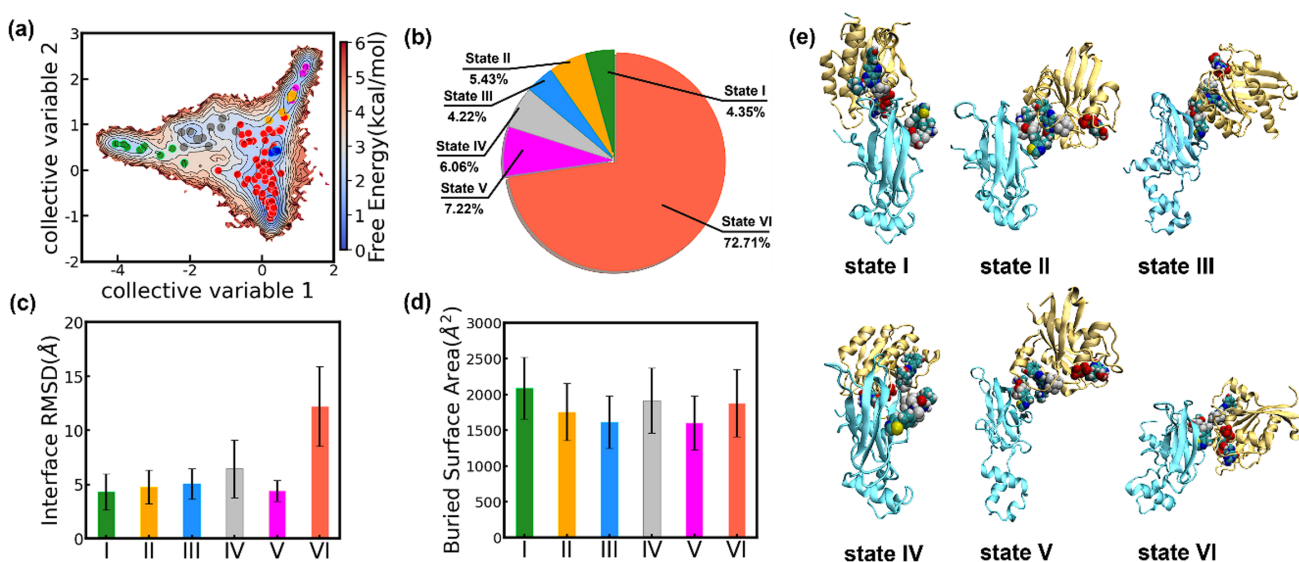 (a)
collective variable 2
3
2
1
0
-1
-2
-4
-2
0
2
collective variable 1
6
5
4
3
2
1
0
Free Energy(kcal/mol)
(b)
State II
5.43%
State III
4.22%
State IV
6.06%
State V
7.22%
State I
4.35%
State VI
72.71%
(c)
Interface RMSD(Å)
20
15
10
5
0
I II III IV V VI
(d)
Buried Surface Area(Å²)
3000
2500
2000
1500
1000
500
0
I II III IV V VI
(e)
state I state II state III
state IV state V state VI